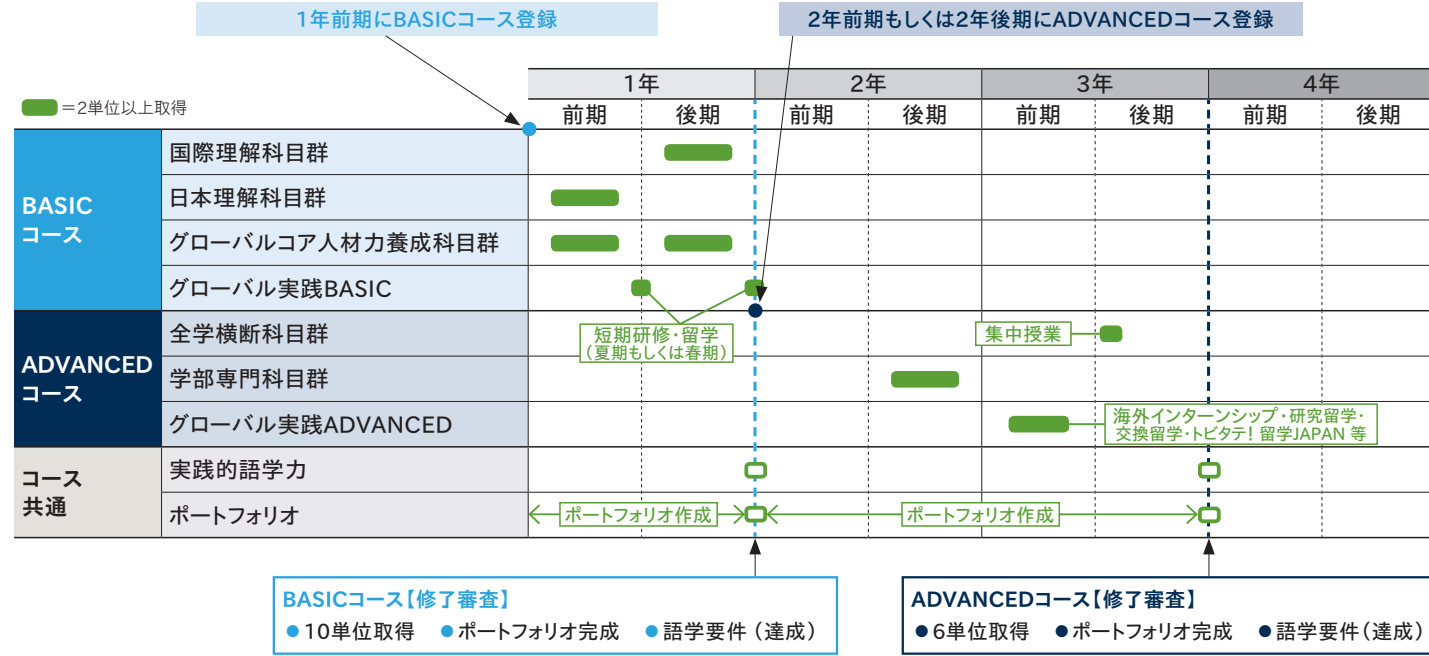 1年前期にBASICコース登録
2年前期もしくは2年後期にADVANCEDコース登録
=2単位以上取得
1年
2年
3年
4年
前期
後期
前期
後期
前期
後期
前期
後期
BASIC
コース
国際理解科目群
日本理解科目群
グローバルコア人材力養成科目群
グローバル実践BASIC
短期研修・留学
(夏期もしくは春期)
ADVANCED
コース
全学横断科目群
集中授業
学部専門科目群
グローバル実践ADVANCED
海外インターンシップ・研究留学・
交換留学・トビタテ!留学JAPAN 等
コース
共通
実践的語学力
ポートフォリオ
ポートフォリオ作成
ポートフォリオ作成
BASICコース【修了審査】
●10単位取得 ●ポートフォリオ完成 ●語学要件(達成)
ADVANCEDコース【修了審査】
●6単位取得 ●ポートフォリオ完成 ●語学要件(達成)